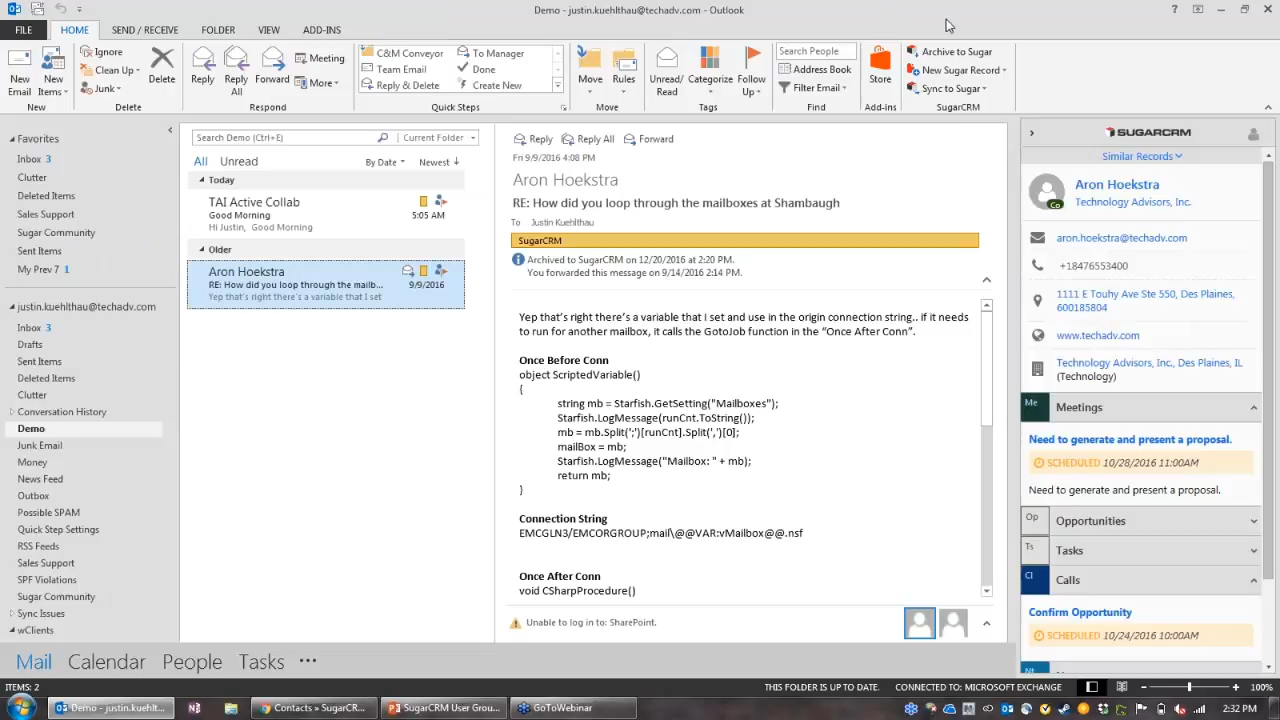 Demo - justin.kuehlthau@techadv.com - Outlook
FILE
HOME
SEND / RECEIVE
FOLDER
VIEW
ADD-INS
New Email
New Items
New
Ignore
Clean Up
Junk
Delete
Delete
Reply
Reply All
Forward
Meeting
More
Respond
C&M Conveyor
Team Email
Reply & Delete
To Manager
Done
Create New
Quick Steps
Move
Rules
Move
Unread/ Read
Categorize
Follow Up
Tags
Search People
Address Book
Filter Email
Find
Store
Add-ins
Archive to Sugar
New Sugar Record
Sync to Sugar
SugarCRM
Favorites
Inbox 3
Clutter
Deleted Items
Sales Support
Sugar Community
Sent Items
My Prev 7 1
justin.kuehlthau@techadv.com
Inbox 3
Drafts
Sent Items
Deleted Items
Clutter
Conversation History
Demo
Junk Email
Money
News Feed
Outbox
Possible SPAM
Quick Step Settings
RSS Feeds
Sales Support
SPF Violations
Sugar Community
Sync Issues
wClients
Search Demo (Ctrl+E)
Current Folder
All
Unread
By Date
Newest
Today
TAI Active Collab
Good Morning
5:05 AM
Hi Justin, Good Morning
Older
Aron Hoekstra
RE: How did you loop through the mailb...
9/9/2016
Yep that's right there's a variable that I set
Reply
Reply All
Forward
Fri 9/9/2016 4:08 PM
Aron Hoekstra
RE: How did you loop through the mailboxes at Shambaugh
To Justin Kuehlthau
SugarCRM
Archived to SugarCRM on 12/20/2016 at 2:20 PM.
You forwarded this message on 9/14/2016 2:14 PM.
Yep that's right there's a variable that I set and use in the origin connection string.. if it needs
to run for another mailbox, it calls the GotoJob function in the "Once After Conn".
Once Before Conn
object ScriptedVariable()
{
string mb = Starfish.GetSetting("Mailboxes");
Starfish.LogMessage(runCnt.ToString());
mb = mb.Split(';')[runCnt].Split(',')[0];
mailBox = mb;
Starfish.LogMessage("Mailbox: " + mb);
return mb;
}
Connection String
EMCGLN3/EMCORGROUP;mail\@@VAR:vMailbox@@.nsf
Once After Conn
void CSharpProcedure()
Unable to log in to: SharePoint.
SUGARCRM
Similar Records
Co
Aron Hoekstra
Technology Advisors, Inc.
aron.hoekstra@techadv.com
+18476553400
1111 E Touhy Ave Ste 550, Des Plaines,
600185804
www.techadv.com
Technology Advisors, Inc., Des Plaines, IL
(Technology)
Me
Meetings
Need to generate and present a proposal.
SCHEDULED 10/28/2016 11:00AM
Need to generate and present a proposal.
Op
Opportunities
Ts
Tasks
Cl
Calls
Confirm Opportunity
SCHEDULED 10/24/2016 10:00AM
Nt
Mail
Calendar
People
Tasks
ITEMS: 2
THIS FOLDER IS UP TO DATE.
CONNECTED TO: MICROSOFT EXCHANGE
100%
Demo - justin.kuehlt...
Contacts » SugarCR...
SugarCRM User Grou...
GoToWebinar
2:32 PM